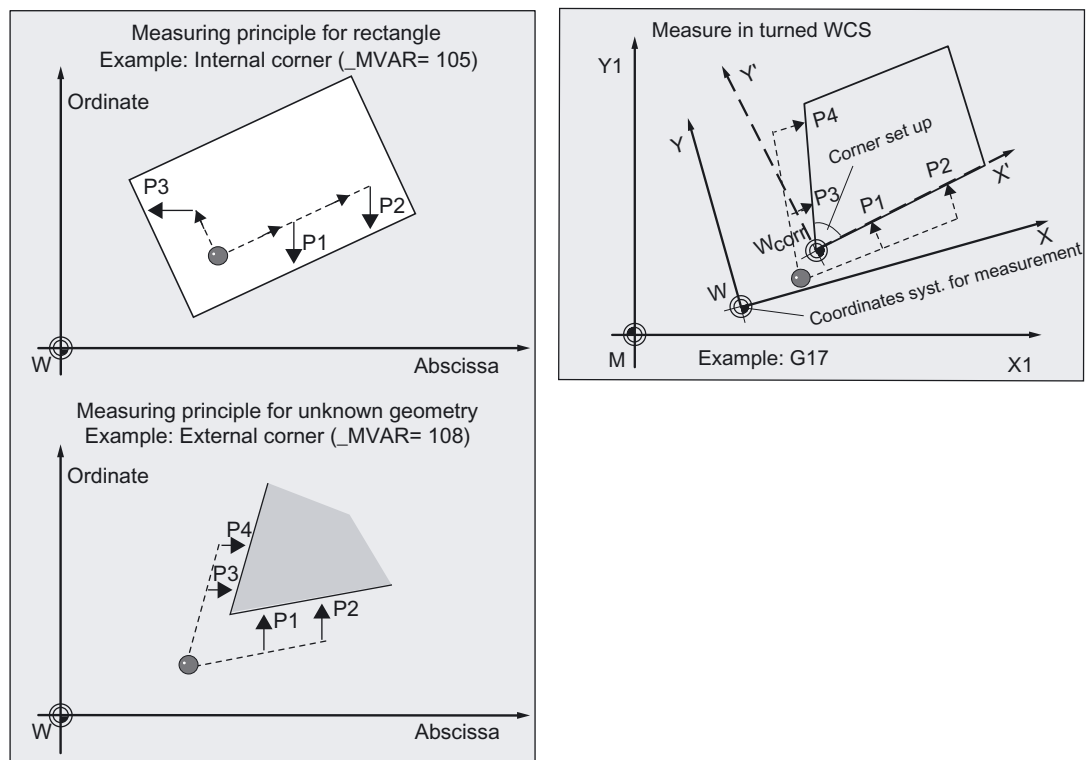 Measuring principle for rectangle
Example: Internal corner (_MVAR= 105)
Ordinate
P3
P2
P1
W
Abscissa
Measuring principle for unknown geometry
Example: External corner (_MVAR= 108)
Ordinate
P4
P3
P1
P2
W
Abscissa
Measure in turned WCS
Y1
Y'
Y
P4
Corner set up
P3
P2
P1
X'
Wcorr
X
W
Coordinates syst. for measurement
M
Example: G17
X1